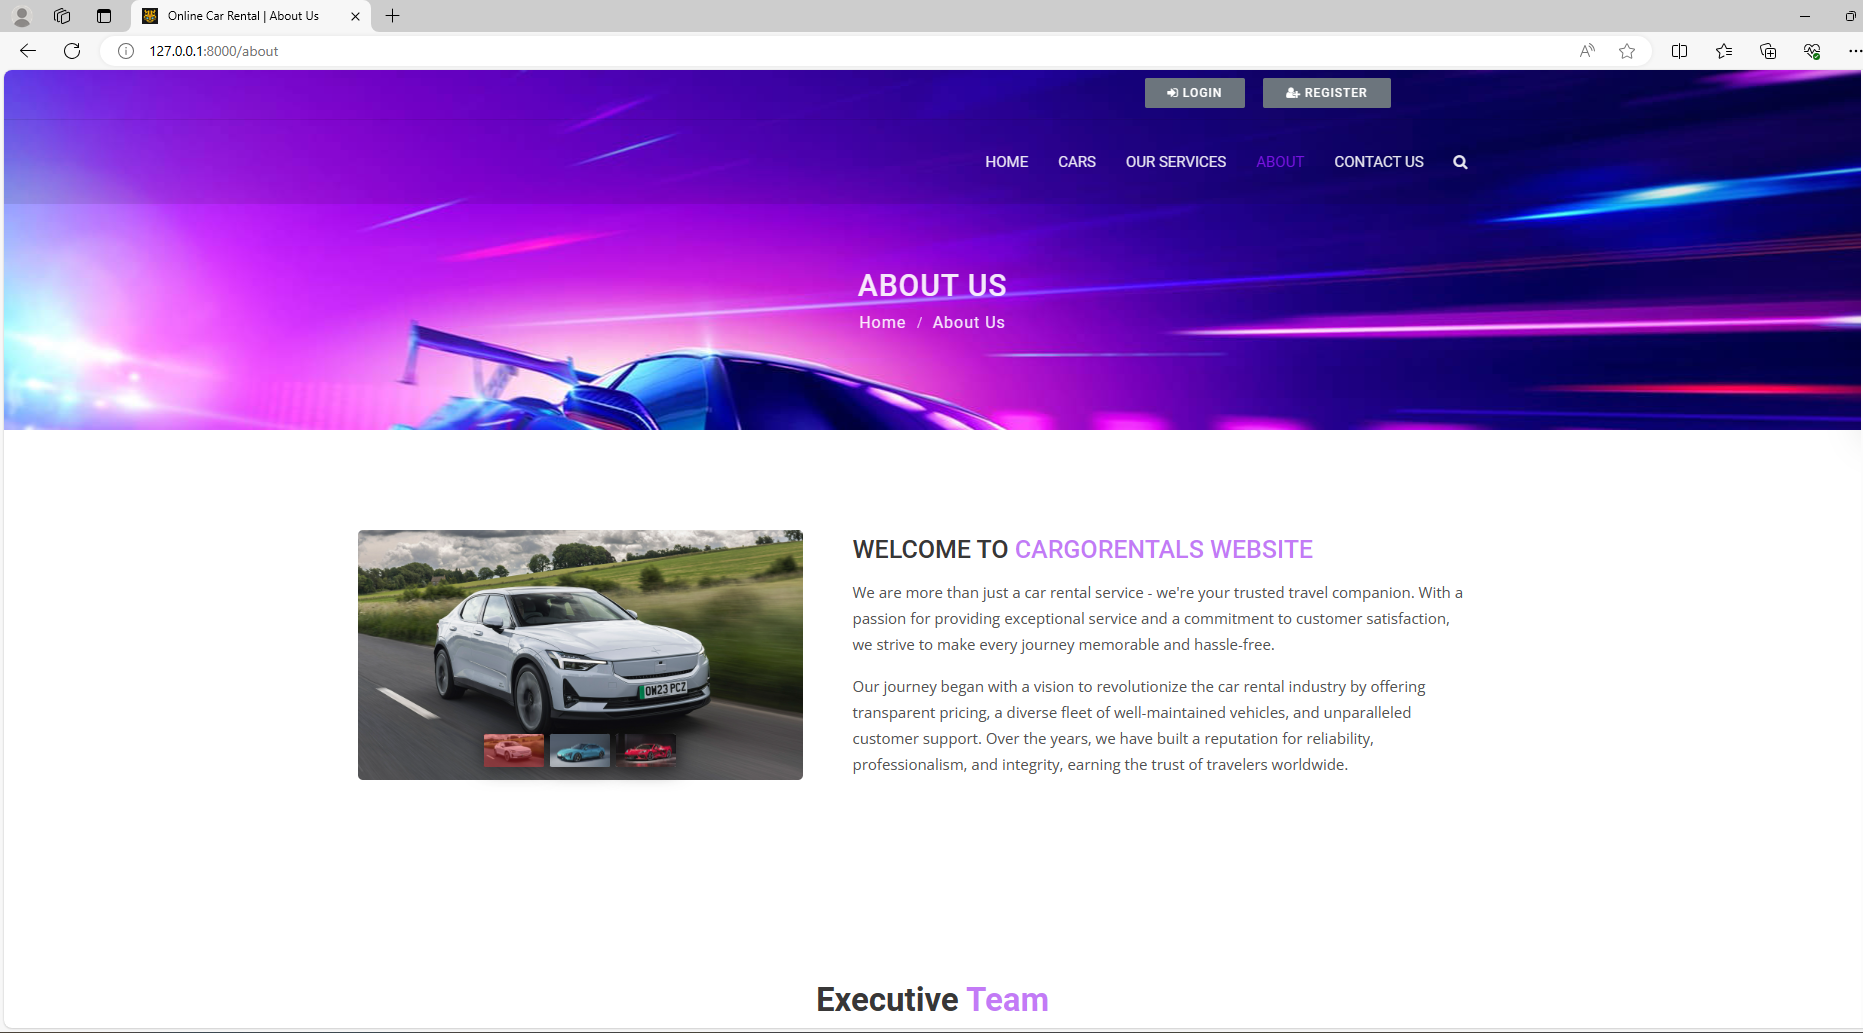 Online Car Rental | About Us
127.0.0.1:8000/about
LOGIN
REGISTER
HOME
CARS
OUR SERVICES
ABOUT
CONTACT US
ABOUT US
Home / About Us
OW23 PCZ
WELCOME TO CARGORENTALS WEBSITE
We are more than just a car rental service - we're your trusted travel companion. With a
passion for providing exceptional service and a commitment to customer satisfaction,
we strive to make every journey memorable and hassle-free.
Our journey began with a vision to revolutionize the car rental industry by offering
transparent pricing, a diverse fleet of well-maintained vehicles, and unparalleled
customer support. Over the years, we have built a reputation for reliability,
professionalism, and integrity, earning the trust of travelers worldwide.
Executive Team